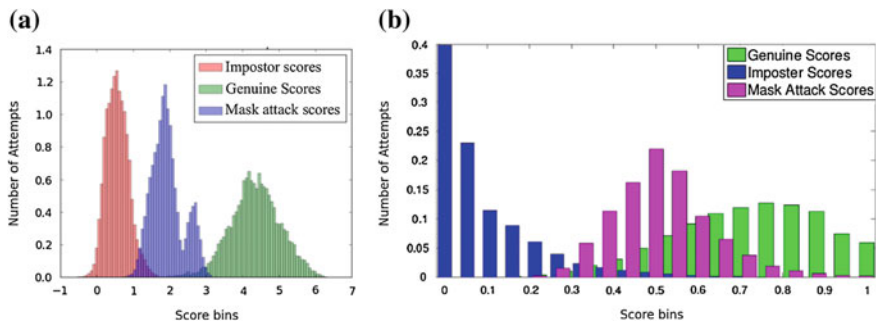 (a)
1.4
1.2
1.0
0.8
0.6
0.4
0.2
0.0
Number of Attempts
Impostor scores
Genuine Scores
Mask attack scores
−1 0 1 2 3 4 5 6 7
Score bins
(b)
0.4
0.35
0.3
0.25
0.2
0.15
0.1
0.05
0
Number of Attempts
Genuine Scores
Imposter Scores
Mask Attack Scores
0 0.1 0.2 0.3 0.4 0.5 0.6 0.7 0.8 0.9 1
Score bins